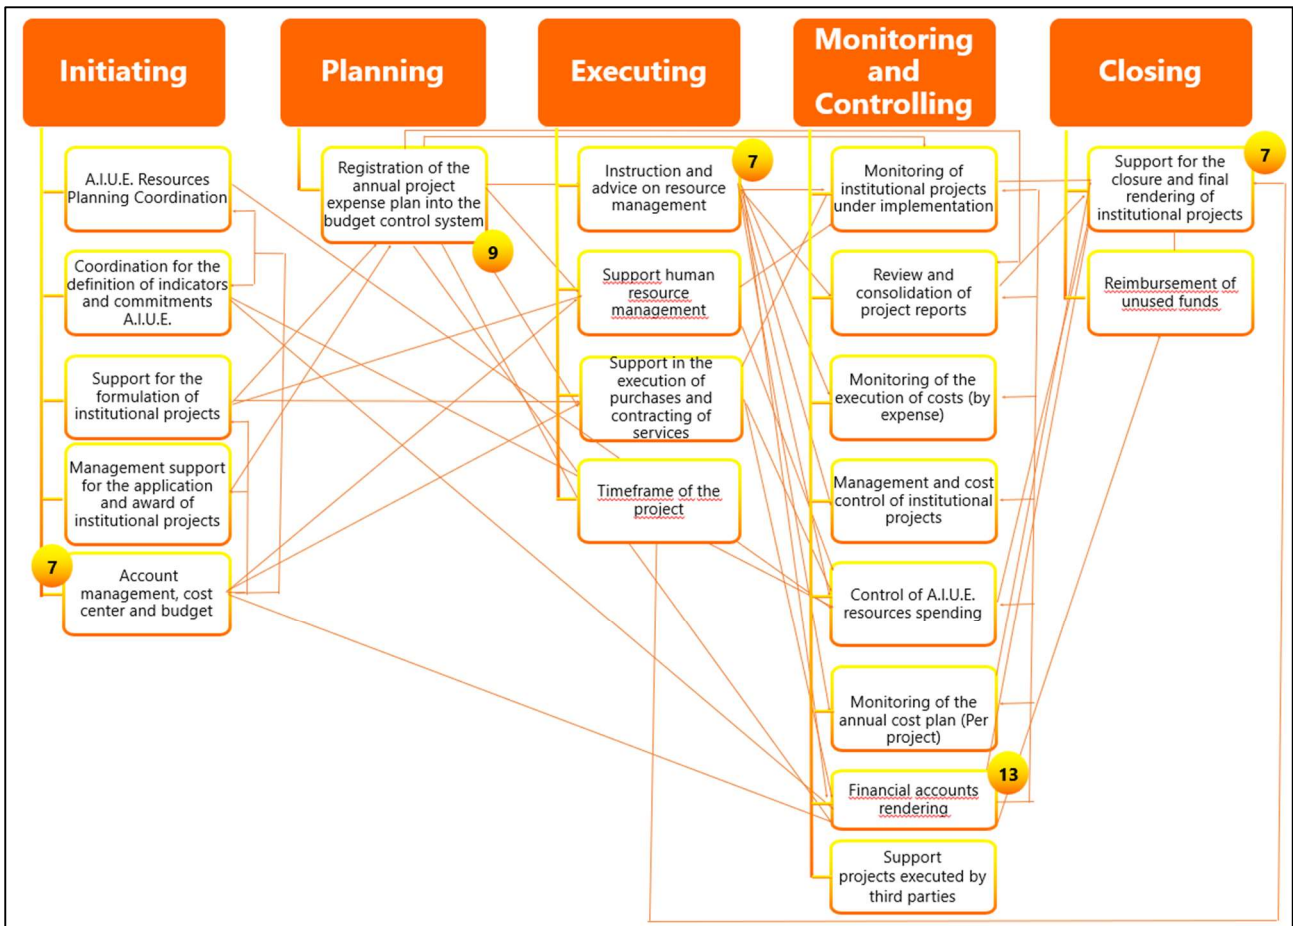 Initiating
Planning
Executing
Monitoring
and
Controlling
Closing
A.I.U.E. Resources
Planning Coordination
Coordination for the
definition of indicators
and commitments
A.I.U.E.
Support for the
formulation of
institutional projects
Management support
for the application
and award of
institutional projects
7
Account
management, cost
center and budget
Registration of the
annual project
expense plan into the
budget control system
9
Instruction and
advice on resource
management
7
Support human
resource
management
Support in the
execution of
purchases and
contracting of
services
Timeframe of the
project
Monitoring of
institutional projects
under implementation
Review and
consolidation of
project reports
Monitoring of the
execution of costs (by
expense)
Management and cost
control of institutional
projects
Control of A.I.U.E.
resources spending
Monitoring of the
annual cost plan (Per
project)
Financial accounts
rendering
13
Support
projects executed by
third parties
Support for the
closure and final
rendering of
institutional projects
7
Reimbursement of
unused funds